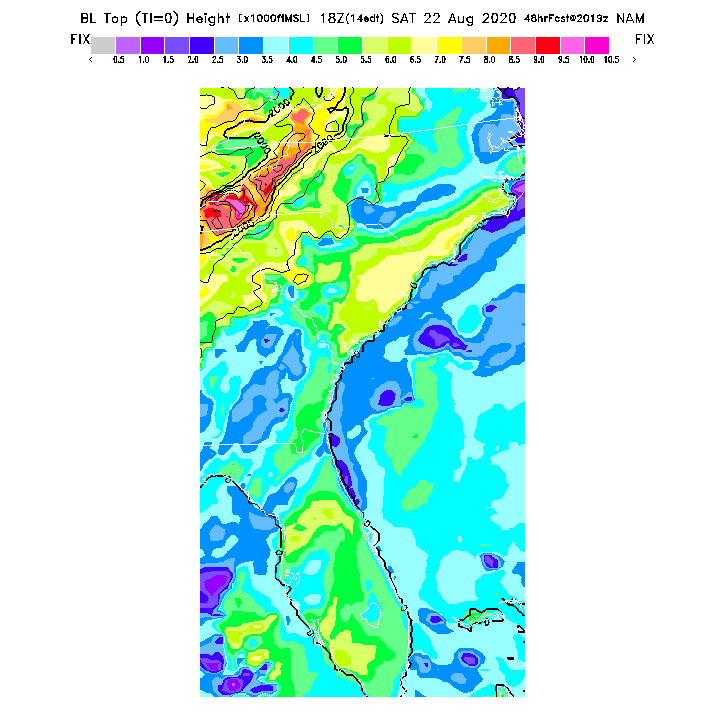 BL Top (TI=0) Height [x1000ftMSL] 18Z(14edt) SAT 22 Aug 2020 48hrFcst@2019z NAM
FIX FIX
0.5 1.0 1.5 2.0 2.5 3.0 3.5 4.0 4.5 5.0 5.5 6.0 6.5 7.0 7.5 8.0 8.5 9.0 9.5 10.0 10.5
< >
2000
2000
2000